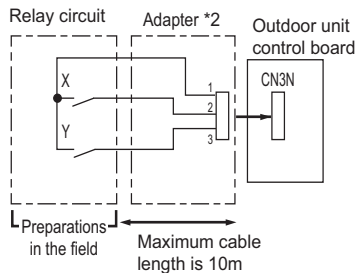 Relay circuit
Adapter *2
Outdoor unit
control board
X
Y
1
2
3
CN3N
Preparations
in the field
Maximum cable
length is 10m